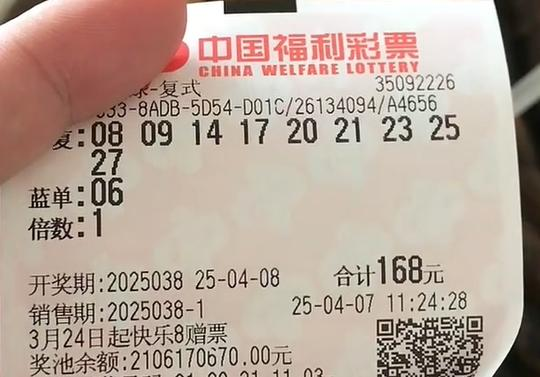 中国福利彩票
CHINA WELFARE LOTTERY
球-复式 35092226
333-8ADB-5D54-D01C/26134094/A4656
复:08 09 14 17 20 21 23 25
27
蓝单:06
倍数:1
开奖期:2025038 25-04-08 合计168元
销售期:2025038-1 25-04-07 11:24:28
3月24日起快乐8赠票
奖池余额:2106170670.00元